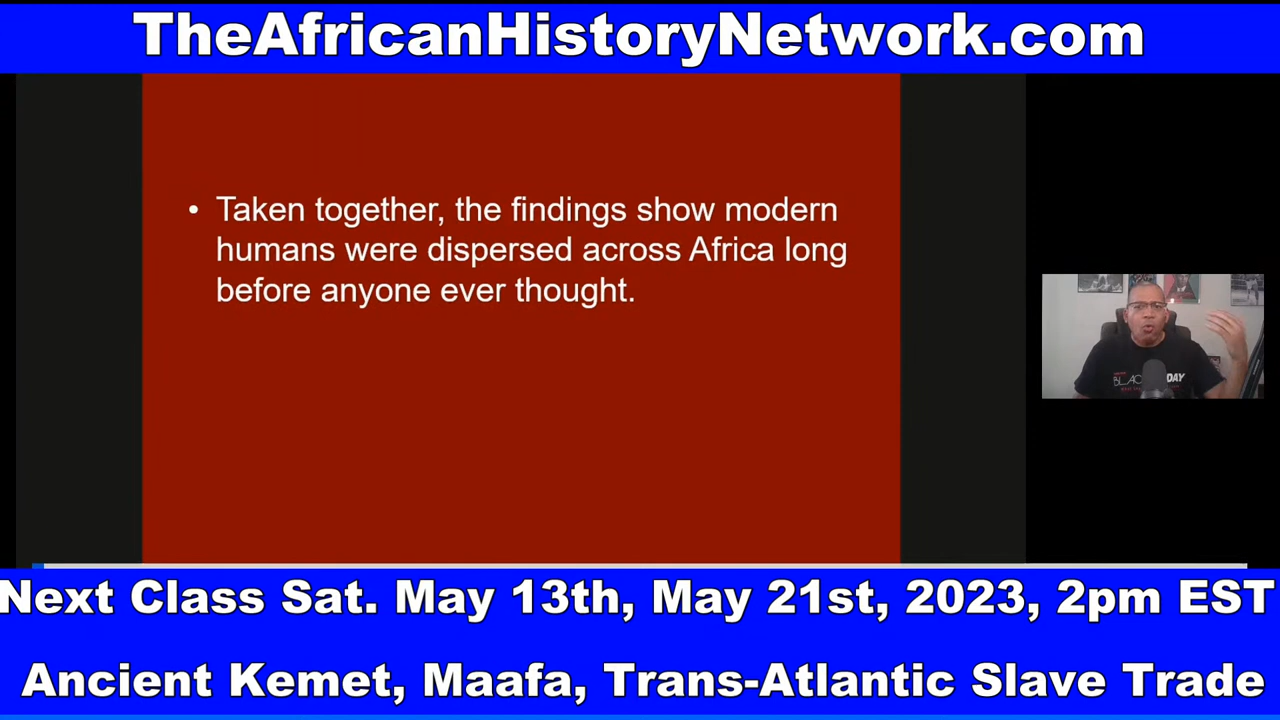 TheAfricanHistoryNetwork.com
• Taken together, the findings show modern
humans were dispersed across Africa long
before anyone ever thought.
Next Class Sat. May 13th, May 21st, 2023, 2pm EST
Ancient Kemet, Maafa, Trans-Atlantic Slave Trade